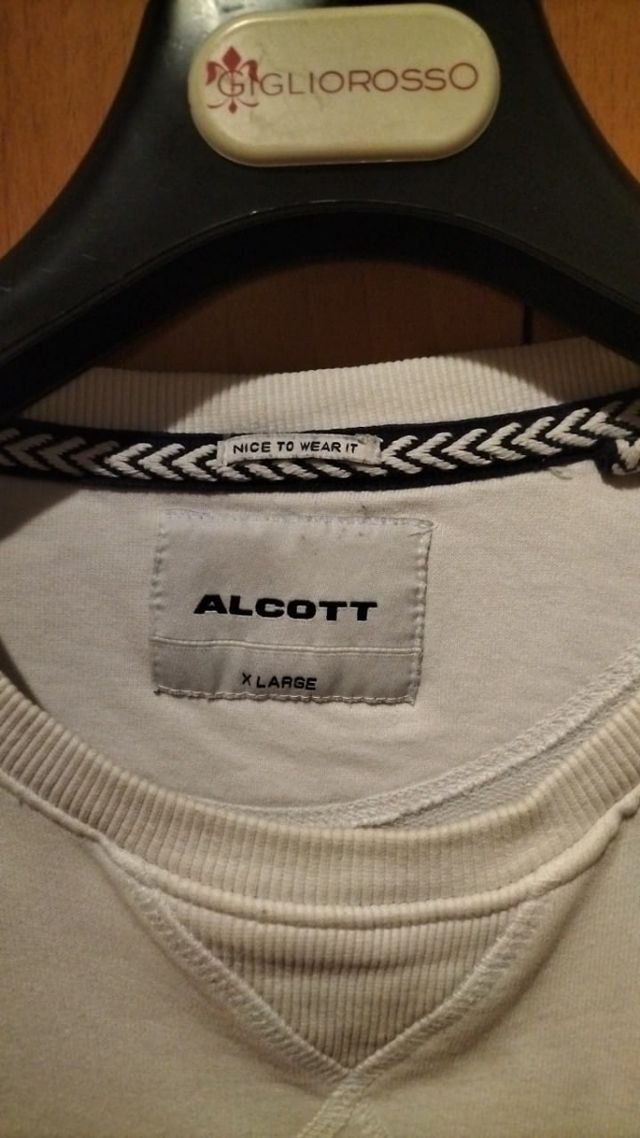 GIGLIOROSSO
NICE TO WEAR IT
ALCOTT
X LARGE